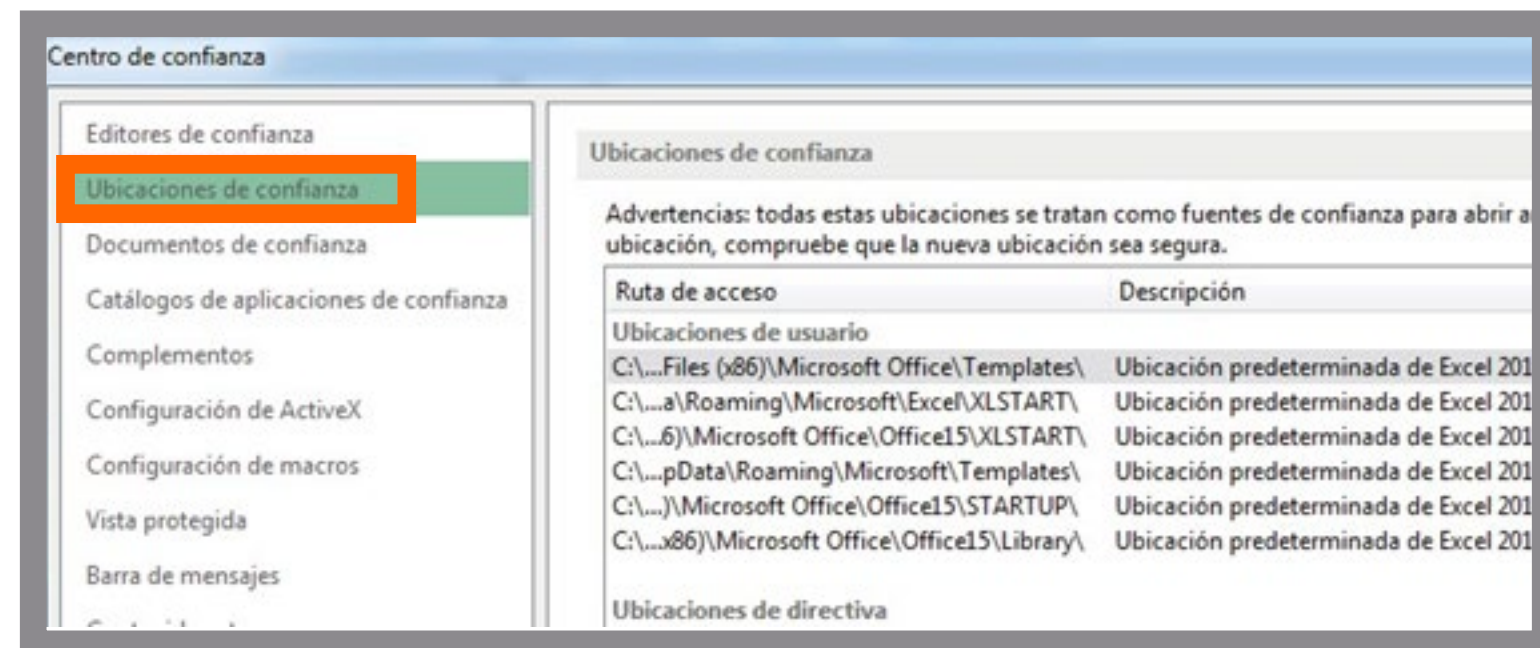 Centro de confianza
Editores de confianza
Ubicaciones de confianza
Documentos de confianza
Catálogos de aplicaciones de confianza
Complementos
Configuración de ActiveX
Configuración de macros
Vista protegida
Barra de mensajes
Ubicaciones de confianza
Advertencias: todas estas ubicaciones se tratan como fuentes de confianza para abrir a
ubicación, compruebe que la nueva ubicación sea segura.
Ruta de acceso Descripción
Ubicaciones de usuario
C:\...Files (x86)\Microsoft Office\Templates\ Ubicación predeterminada de Excel 201
C:\...a\Roaming\Microsoft\Excel\XLSTART\ Ubicación predeterminada de Excel 201
C:\...6)\Microsoft Office\Office15\XLSTART\ Ubicación predeterminada de Excel 201
C:\...pData\Roaming\Microsoft\Templates\ Ubicación predeterminada de Excel 201
C:\...)\Microsoft Office\Office15\STARTUP\ Ubicación predeterminada de Excel 201
C:\...x86)\Microsoft Office\Office15\Library\ Ubicación predeterminada de Excel 201
Ubicaciones de directiva